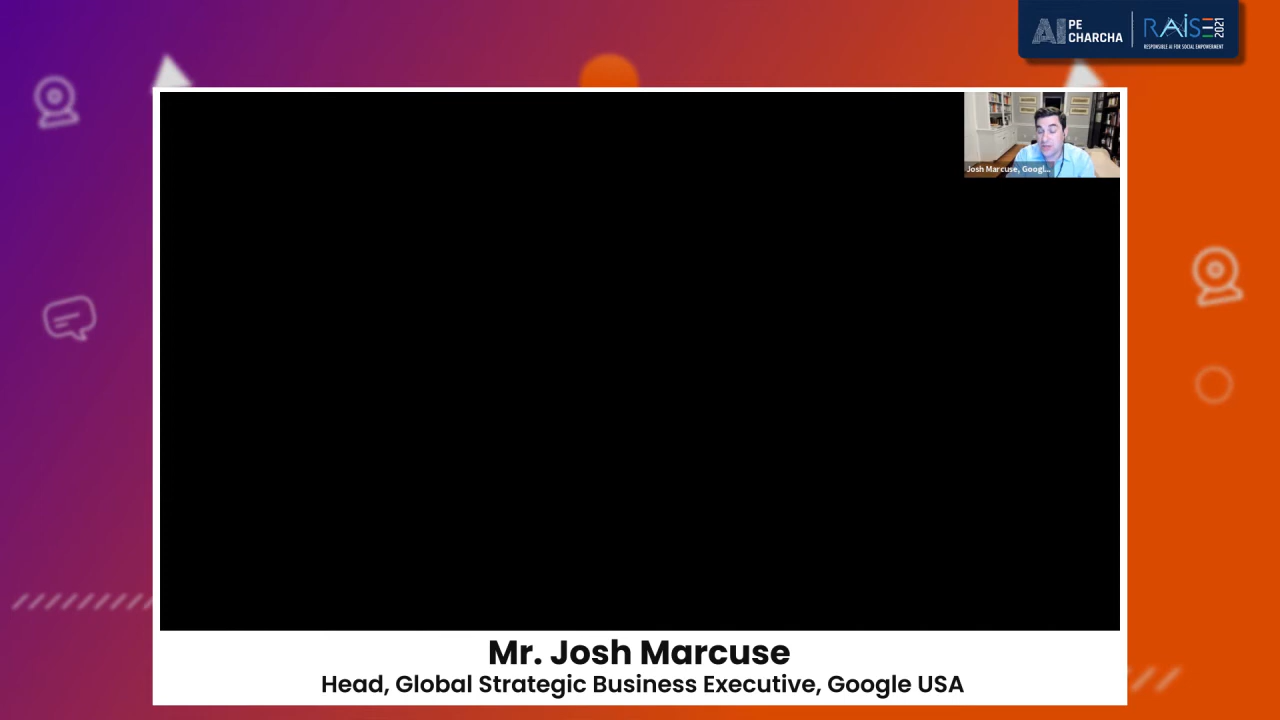 AI PE CHARCHA
RAISE 2021
RESPONSIBLE AI FOR SOCIAL EMPOWERMENT
Josh Marcuse, Googl...
Mr. Josh Marcuse
Head, Global Strategic Business Executive, Google USA